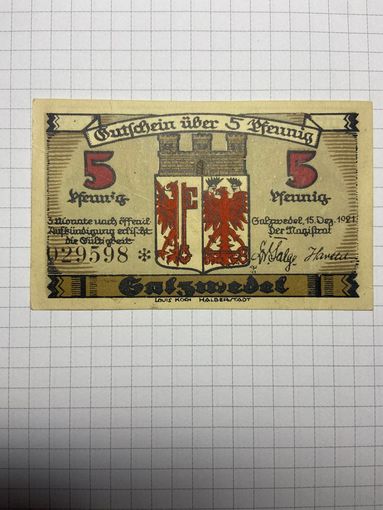 Gutschein über 5 Pfennig
5
Pfennig
5
Pfennig
3 Monate nach öffentl.
Aufkündigung erlischt
die Gültigkeit
029598 *
Salzwedel, 15. Dez. 1921.
Der Magistrat
Salzwedel
LOUIS KOCH HALBERSTADT